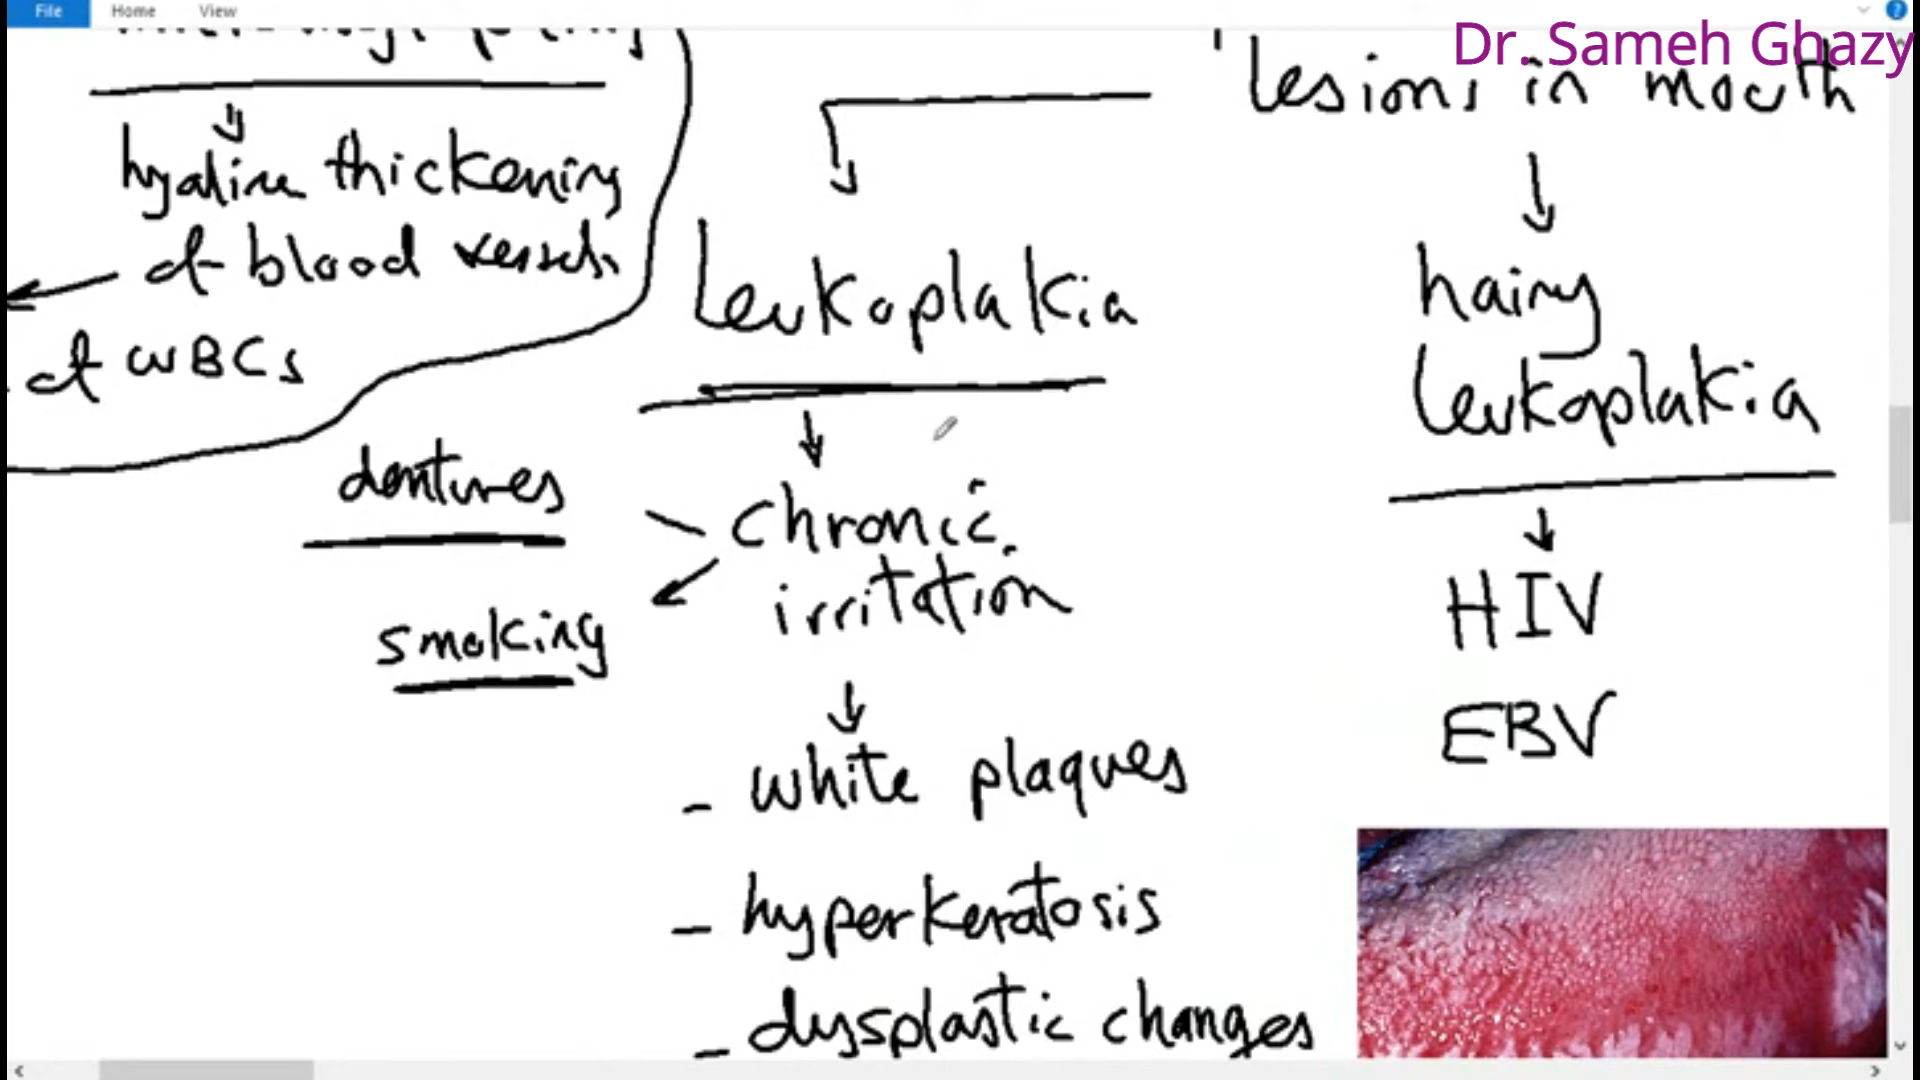 File Home View
Dr. Sameh Ghazy
lesions in mouth
hyaline thickening
of blood vessels
of WBCs
leukoplakia
dentures
smoking
chronic
irritation
- white plaques
- hyperkeratosis
- dysplastic changes
hairy
leukoplakia
HIV
EBV